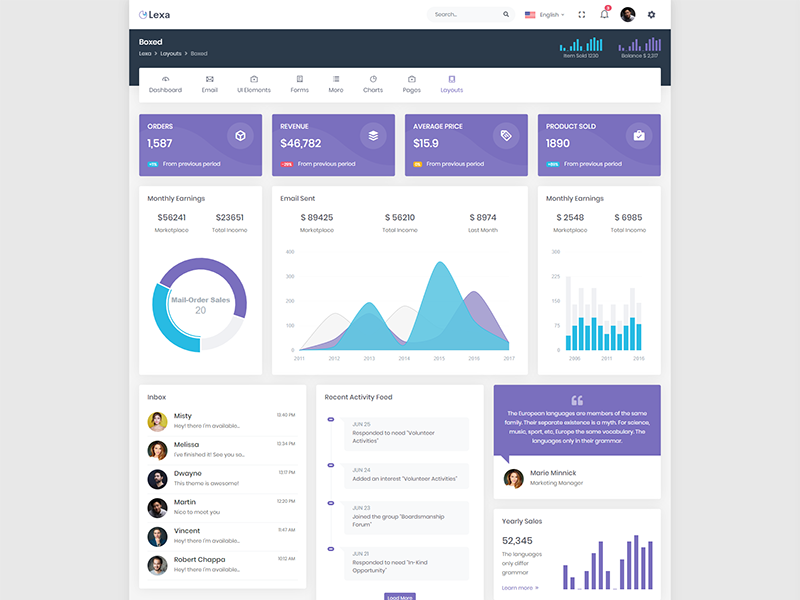 Lexa
Search...
English
Boxed
Lexa > Layouts > Boxed
Item Sold 1230
Balance $ 2,317
Dashboard
Email
UI Elements
Forms
More
Charts
Pages
Layouts
ORDERS
1,587
From previous period
REVENUE
$46,782
From previous period
AVERAGE PRICE
$15.9
From previous period
PRODUCT SOLD
1890
From previous period
Monthly Earnings
$56241
$23651
Marketplace
Total Income
Mail-Order Sales
20
Email Sent
$ 89425
$ 56210
$ 8974
Marketplace
Total Income
Last Month
400
300
200
100
0
2011
2012
2013
2014
2015
2016
2017
Monthly Earnings
$ 2548
$ 6985
Marketplace
Total Income
300
225
150
75
0
2006
2011
2016
Inbox
Misty
Hey! there I'm available...
13:40 PM
Melissa
I've finished it! See you so...
13:34 PM
Dwayne
This theme is awesome!
13:17 PM
Martin
Nice to meet you
12:20 PM
Vincent
Hey! there I'm available...
11:47 AM
Robert Chappa
Hey! there I'm available...
10:12 AM
Recent Activity Feed
JUN 25
Responded to need "Volunteer
Activities"
JUN 24
Added an interest "Volunteer Activities"
JUN 23
Joined the group "Boardsmanship
Forum"
JUN 21
Responded to need "In-Kind
Opportunity"
Load More
The European languages are members of the same
family. Their separate existence is a myth. For science,
music, sport, etc, Europe the same vocabulary. The
languages only in their grammar.
Marie Minnick
Marketing Manager
Yearly Sales
52,345
The languages
only differ
grammar
Learn more »